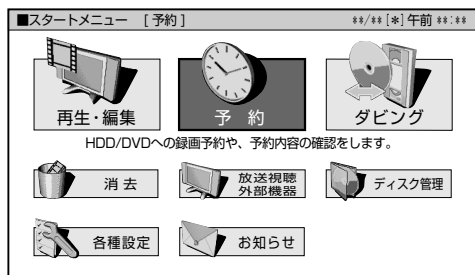 ■スタートメニュー [予約] **/** [*] 午前 **:**
再生・編集 予 約 ダビング
HDD/DVDへの録画予約や、予約内容の確認をします。
消 去 放送視聴 外部機器 ディスク管理
各種設定 お知らせ